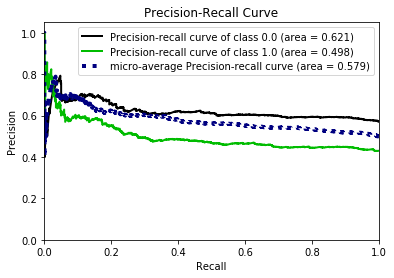 Precision-Recall Curve
Precision-recall curve of class 0.0 (area = 0.621)
Precision-recall curve of class 1.0 (area = 0.498)
micro-average Precision-recall curve (area = 0.579)
Precision
1.0
0.8
0.6
0.4
0.2
0.0
0.0 0.2 0.4 0.6 0.8 1.0
Recall